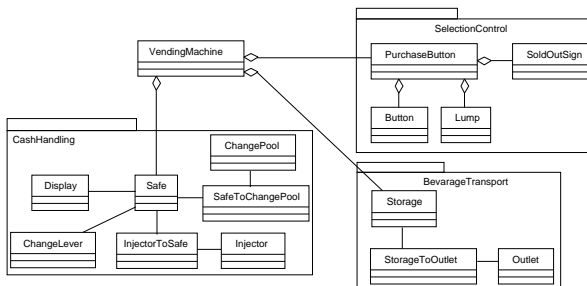 SelectionControl
VendingMachine
PurchaseButton
SoldOutSign
Button
Lump
CashHandling
ChangePool
BevarageTransport
Display
Safe
SafeToChangePool
Storage
ChangeLever
InjectorToSafe
Injector
StorageToOutlet
Outlet